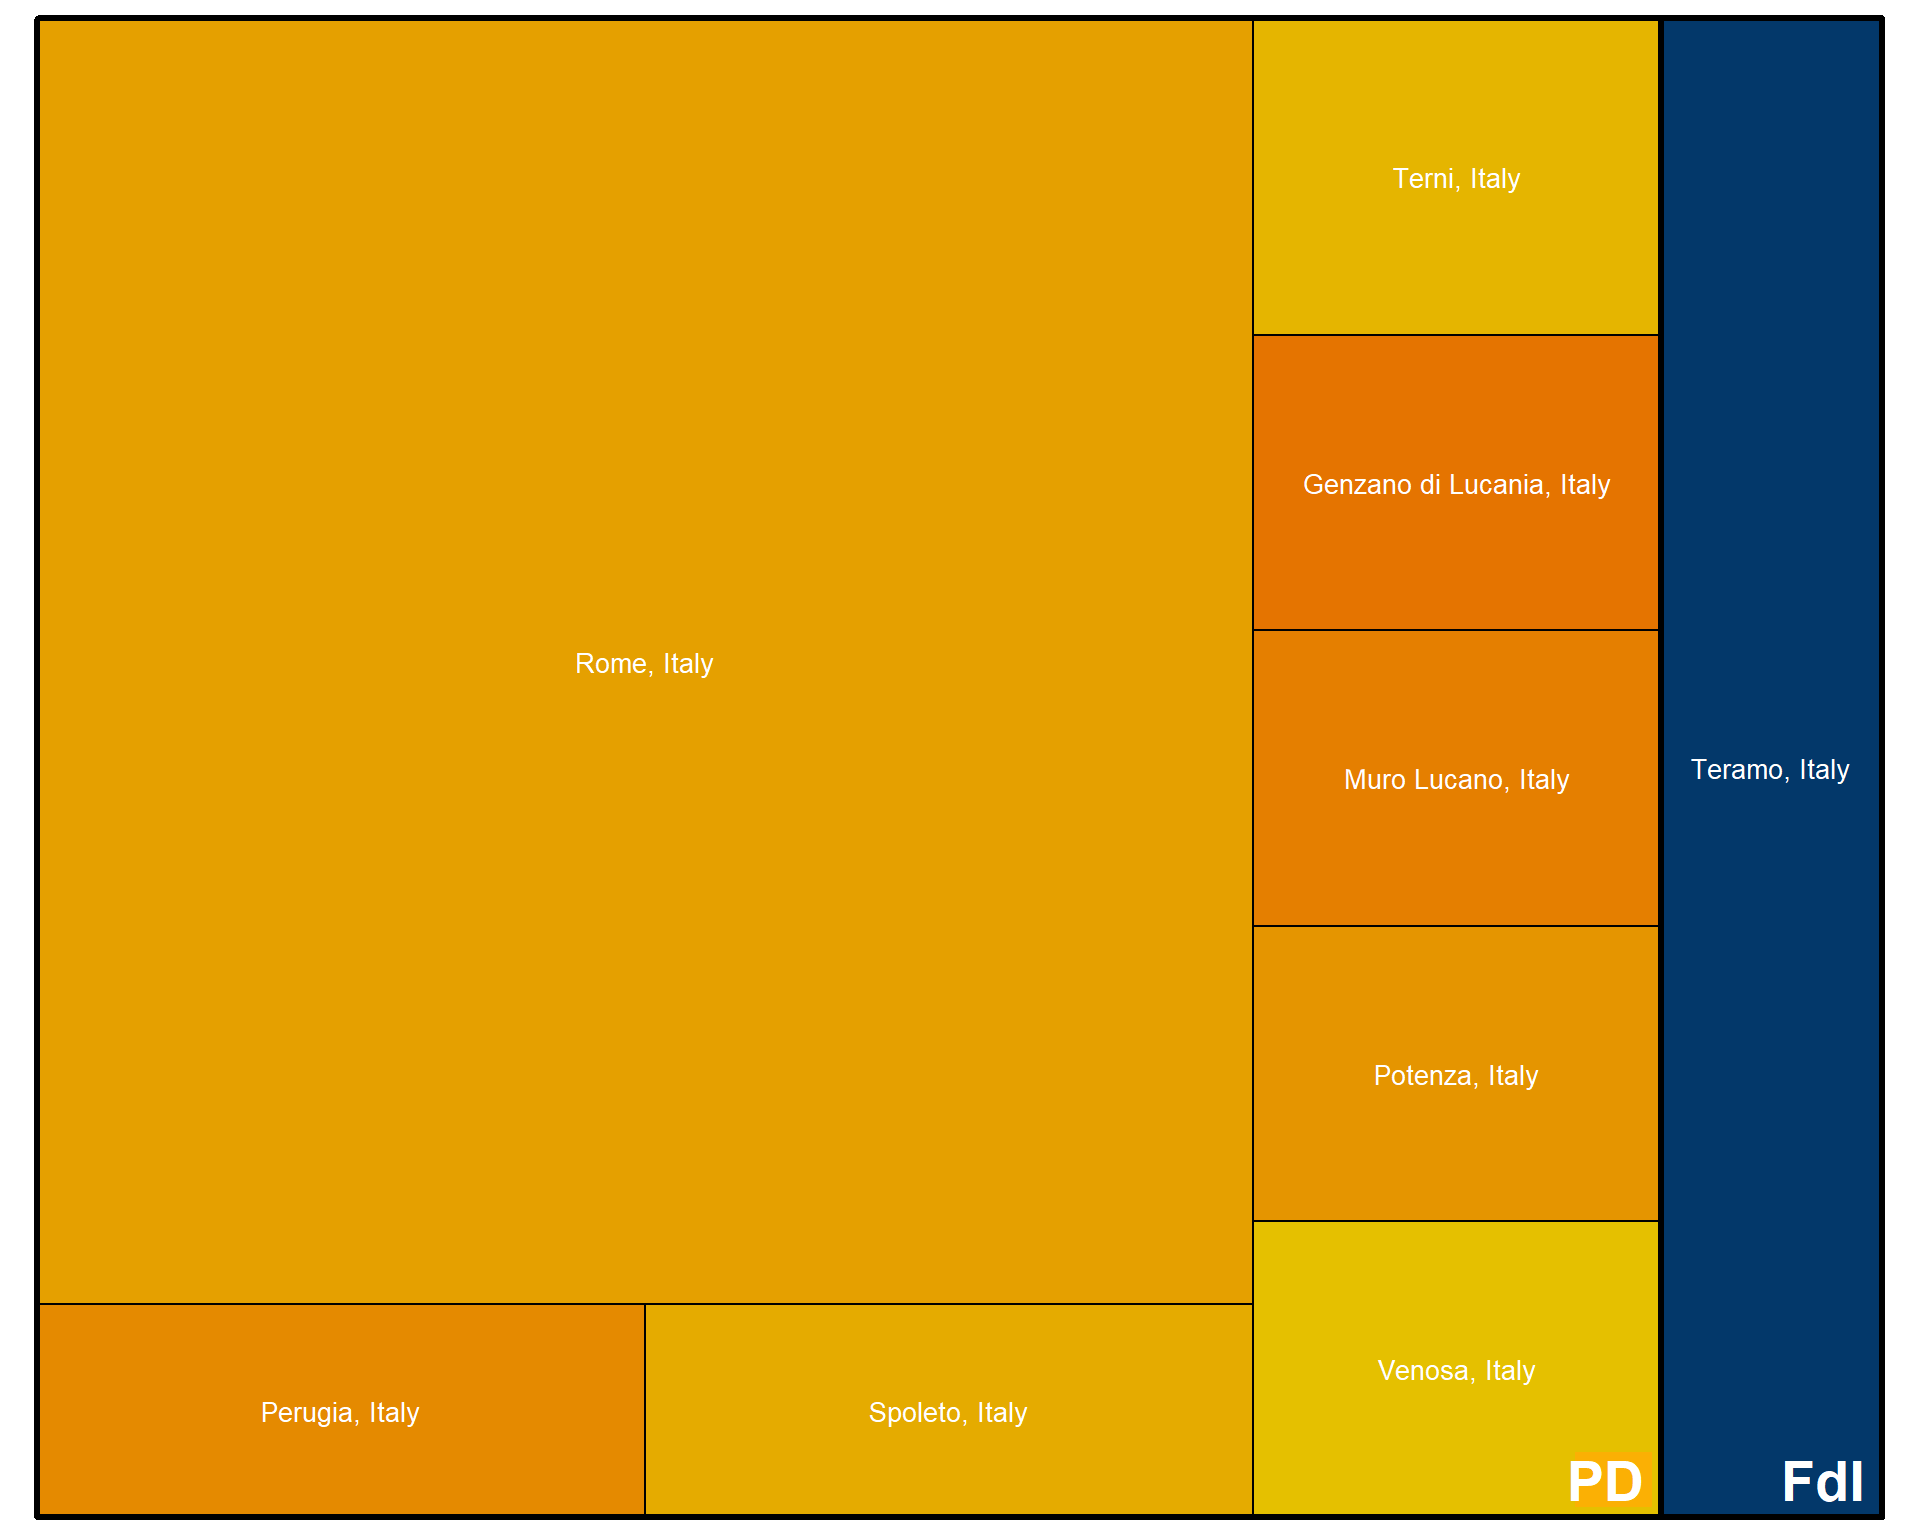 Rome, Italy
Perugia, Italy
Spoleto, Italy
Terni, Italy
Genzano di Lucania, Italy
Muro Lucano, Italy
Potenza, Italy
Venosa, Italy
PD
Teramo, Italy
FdI